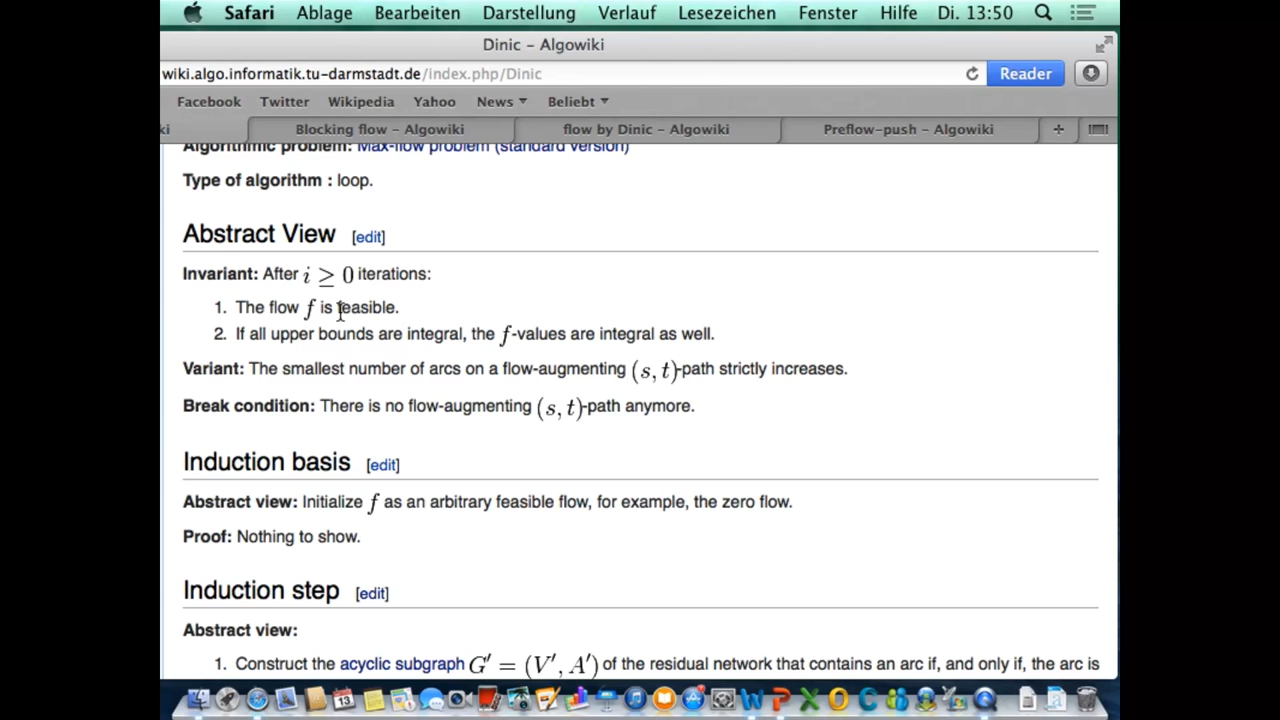 Safari Ablage Bearbeiten Darstellung Verlauf Lesezeichen Fenster Hilfe Di. 13:50
Dinic – Algowiki
wiki.algo.informatik.tu-darmstadt.de/index.php/Dinic Reader
Facebook Twitter Wikipedia Yahoo News Beliebt
ki Blocking flow – Algowiki flow by Dinic – Algowiki Preflow-push – Algowiki +
Algorithmic problem: Max-flow problem (standard version)
Type of algorithm : loop.
Abstract View [edit]
Invariant: After i ≥ 0 iterations:
1. The flow f is feasible.
2. If all upper bounds are integral, the f-values are integral as well.
Variant: The smallest number of arcs on a flow-augmenting (s, t)-path strictly increases.
Break condition: There is no flow-augmenting (s, t)-path anymore.
Induction basis [edit]
Abstract view: Initialize f as an arbitrary feasible flow, for example, the zero flow.
Proof: Nothing to show.
Induction step [edit]
Abstract view:
1. Construct the acyclic subgraph G′ = (V′, A′) of the residual network that contains an arc if, and only if, the arc is